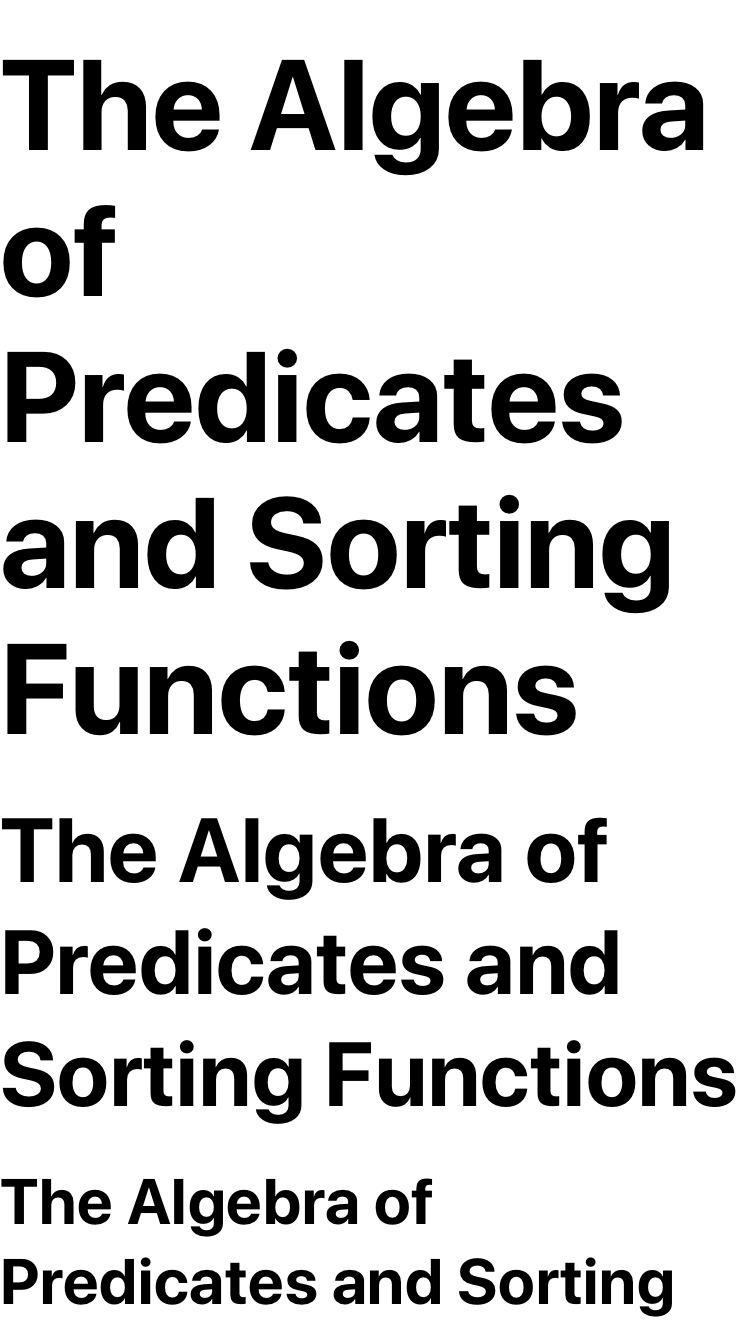 The Algebra
of
Predicates
and Sorting
Functions
The Algebra of
Predicates and
Sorting Functions
The Algebra of
Predicates and Sorting